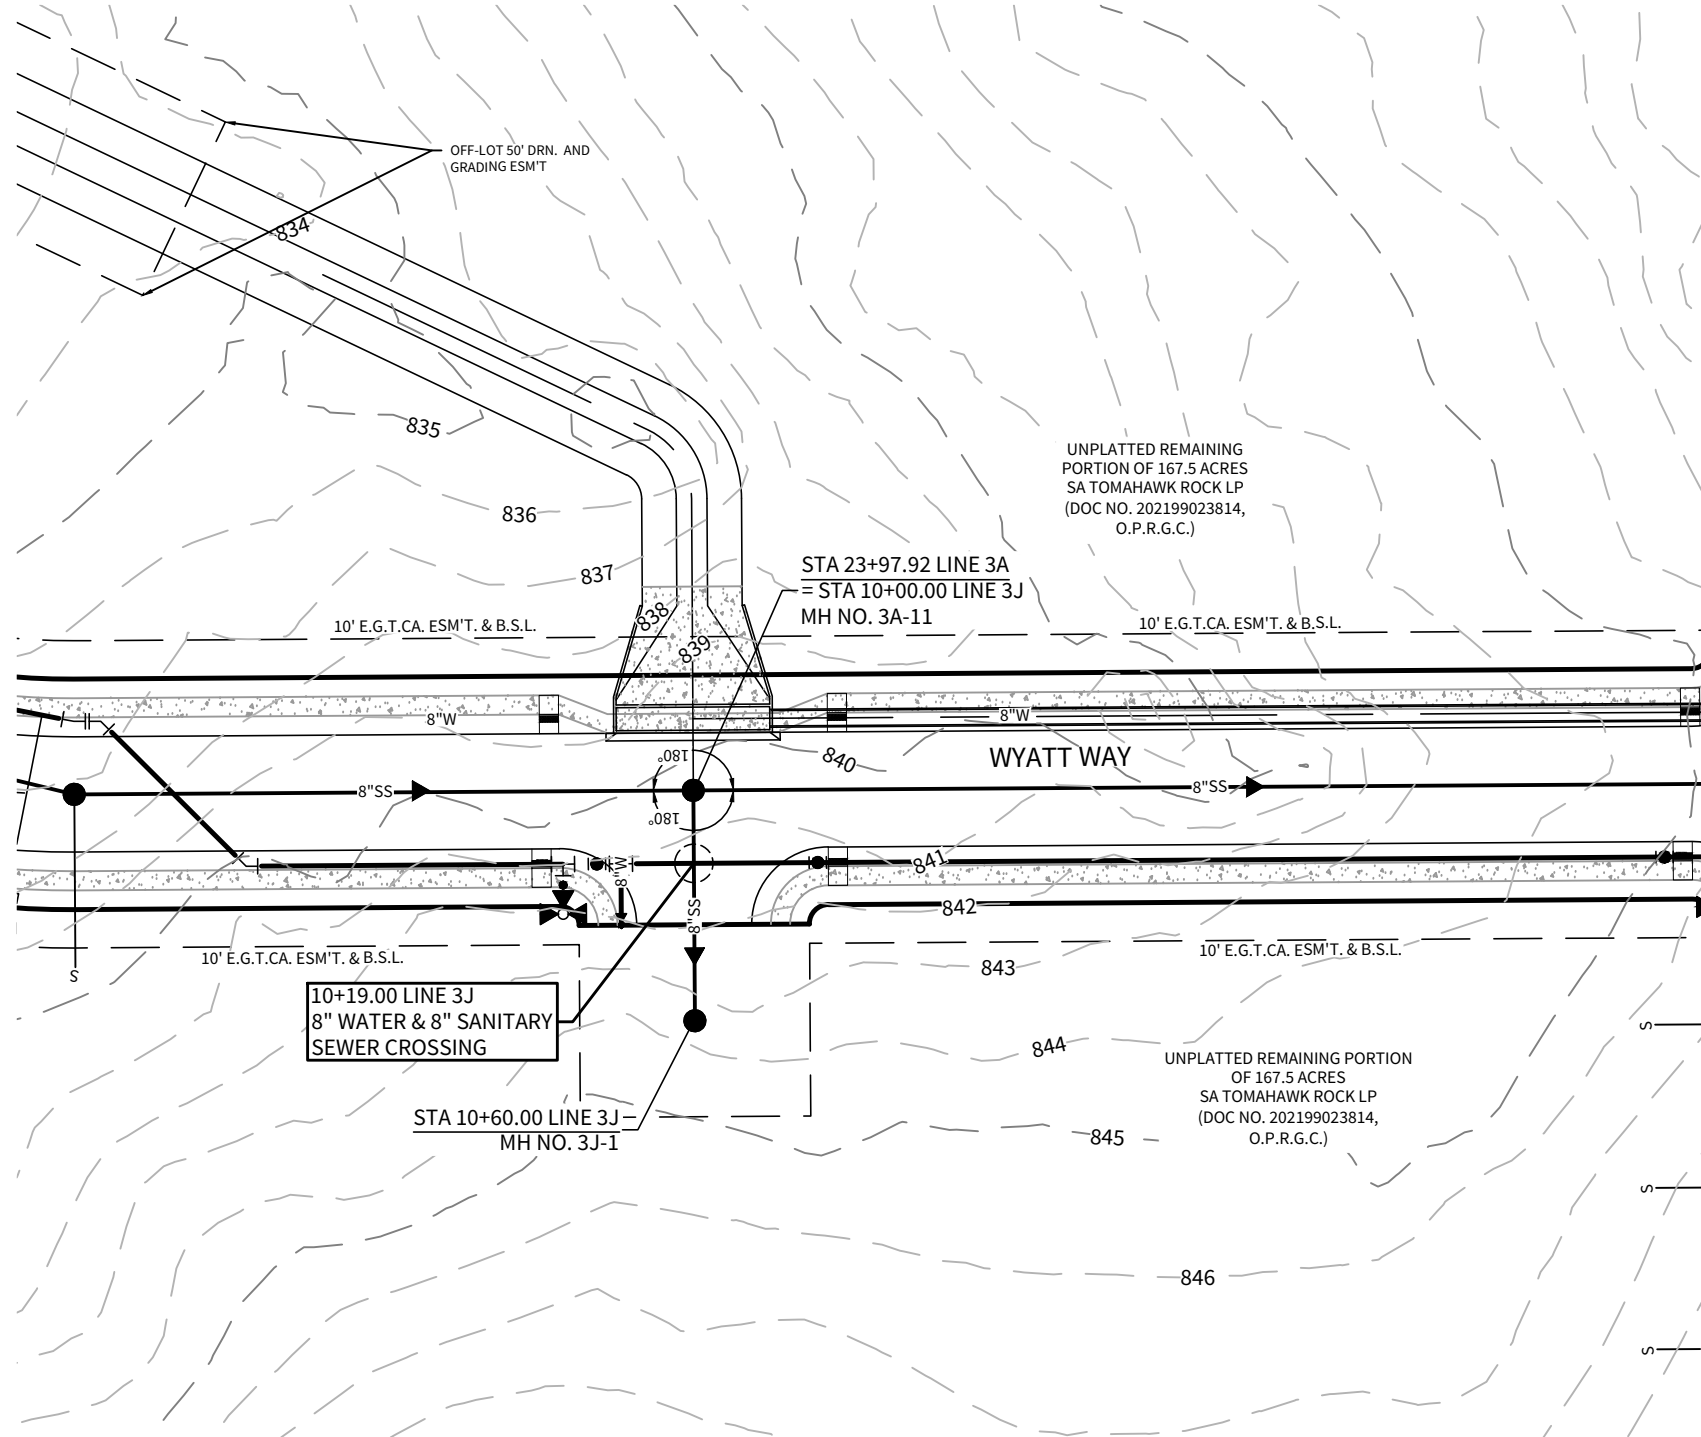 OFF-LOT 50' DRN. AND
GRADING ESM'T
834
835
UNPLATTED REMAINING
PORTION OF 167.5 ACRES
SA TOMAHAWK ROCK LP
(DOC NO. 202199023814,
O.P.R.G.C.)
836
837
STA 23+97.92 LINE 3A
= STA 10+00.00 LINE 3J
MH NO. 3A-11
838
10' E.G.T.CA. ESM'T. & B.S.L.
10' E.G.T.CA. ESM'T. & B.S.L.
839
8"W
8"W
WYATT WAY
180°
840
8"SS
8"SS
180°
841
8"W
842
8"SS
10' E.G.T.CA. ESM'T. & B.S.L.
10' E.G.T.CA. ESM'T. & B.S.L.
843
S
10+19.00 LINE 3J
8" WATER & 8" SANITARY
SEWER CROSSING
S
844
UNPLATTED REMAINING PORTION
OF 167.5 ACRES
SA TOMAHAWK ROCK LP
(DOC NO. 202199023814,
O.P.R.G.C.)
STA 10+60.00 LINE 3J
MH NO. 3J-1
845
S
846
S